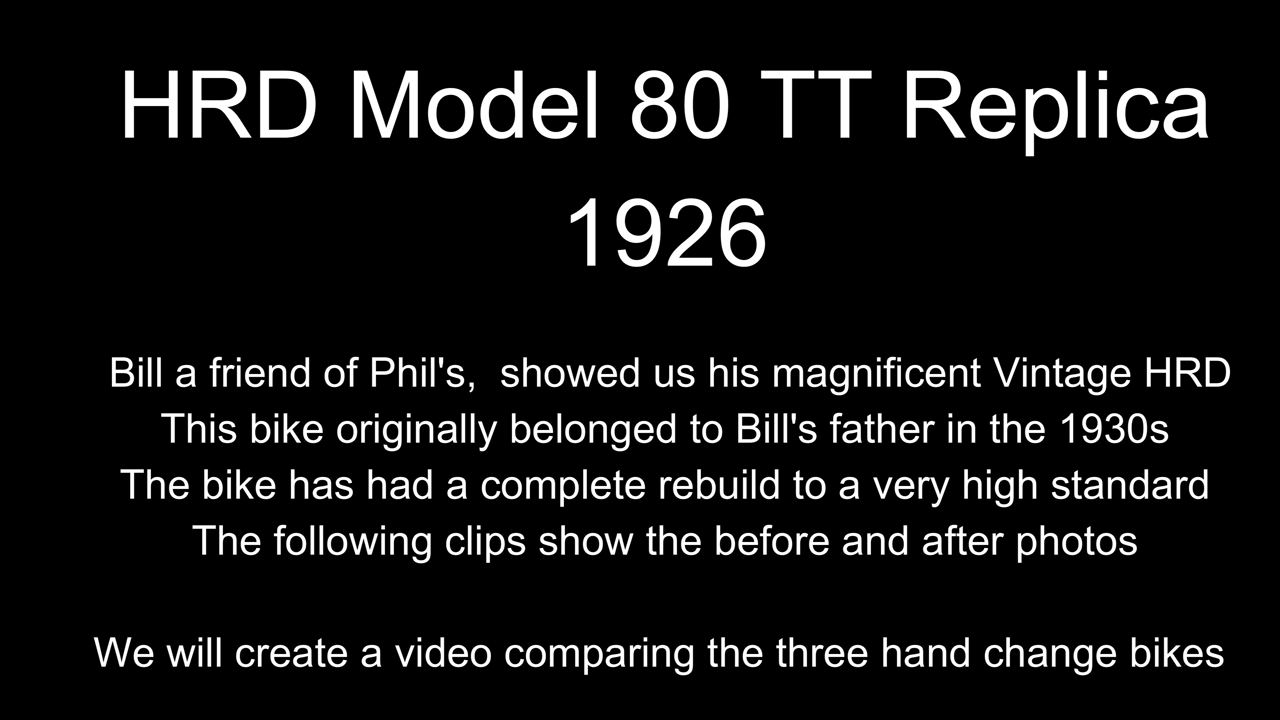 HRD Model 80 TT Replica
1926
Bill a friend of Phil's,  showed us his magnificent Vintage HRD
This bike originally belonged to Bill's father in the 1930s
The bike has had a complete rebuild to a very high standard
The following clips show the before and after photos
We will create a video comparing the three hand change bikes